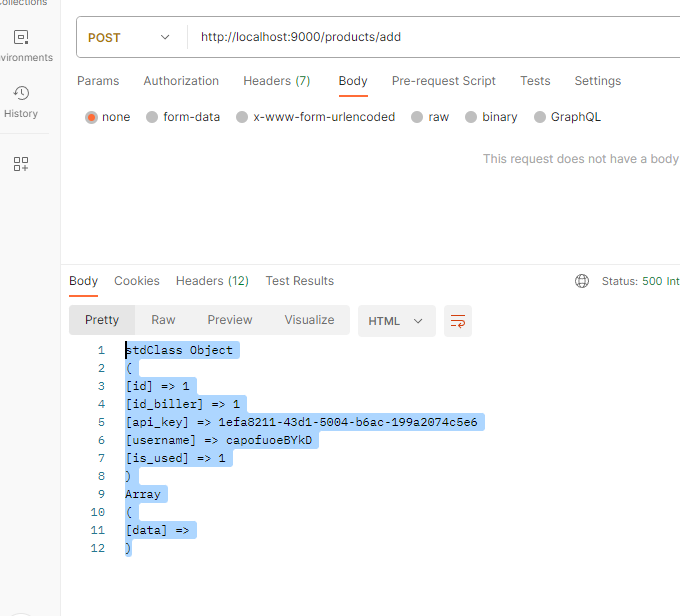 ollections
POST
http://localhost:9000/products/add
vironments
Params Authorization Headers (7) Body Pre-request Script Tests Settings
History
none form-data x-www-form-urlencoded raw binary GraphQL
This request does not have a body
Body Cookies Headers (12) Test Results
Status: 500 Int
Pretty Raw Preview Visualize HTML
1 stdClass Object
2 (
3 [id] => 1
4 [id_biller] => 1
5 [api_key] => 1efa8211-43d1-5004-b6ac-199a2074c5e6
6 [username] => capofuoeBYkD
7 [is_used] => 1
8 )
9 Array
10 (
11 [data] =>
12 )